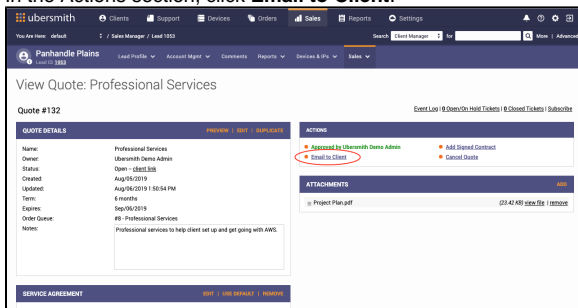 In the Actions section, click Email to Client.
ubersmith Clients Support Devices Orders Sales Reports Settings
You Are Here: default / Sales Manager / Lead 1053 Search Client Manager for More | Advanced
Panhandle Plains Lead Profile Account Mgmt Comments Reports Devices & IPs Sales
Lead ID: 1053
View Quote: Professional Services
Quote #132 Event Log | 0 Open/On Hold Tickets | 0 Closed Tickets | Subscribe
QUOTE DETAILS PREVIEW | EDIT | DUPLICATE ACTIONS
Name: Professional Services Approved by Ubersmith Demo Admin Add Signed Contract
Owner: Ubersmith Demo Admin Email to Client Cancel Quote
Status: Open – client link
Created: Aug/05/2019
Updated: Aug/06/2019 1:50:54 PM ATTACHMENTS ADD
Term: 6 months
Expires: Sep/06/2019 Project Plan.pdf (23.42 KB) view file | remove
Order Queue: #8 - Professional Services
Notes: Professional services to help client set up and get going with AWS.
SERVICE AGREEMENT EDIT | USE DEFAULT | REMOVE